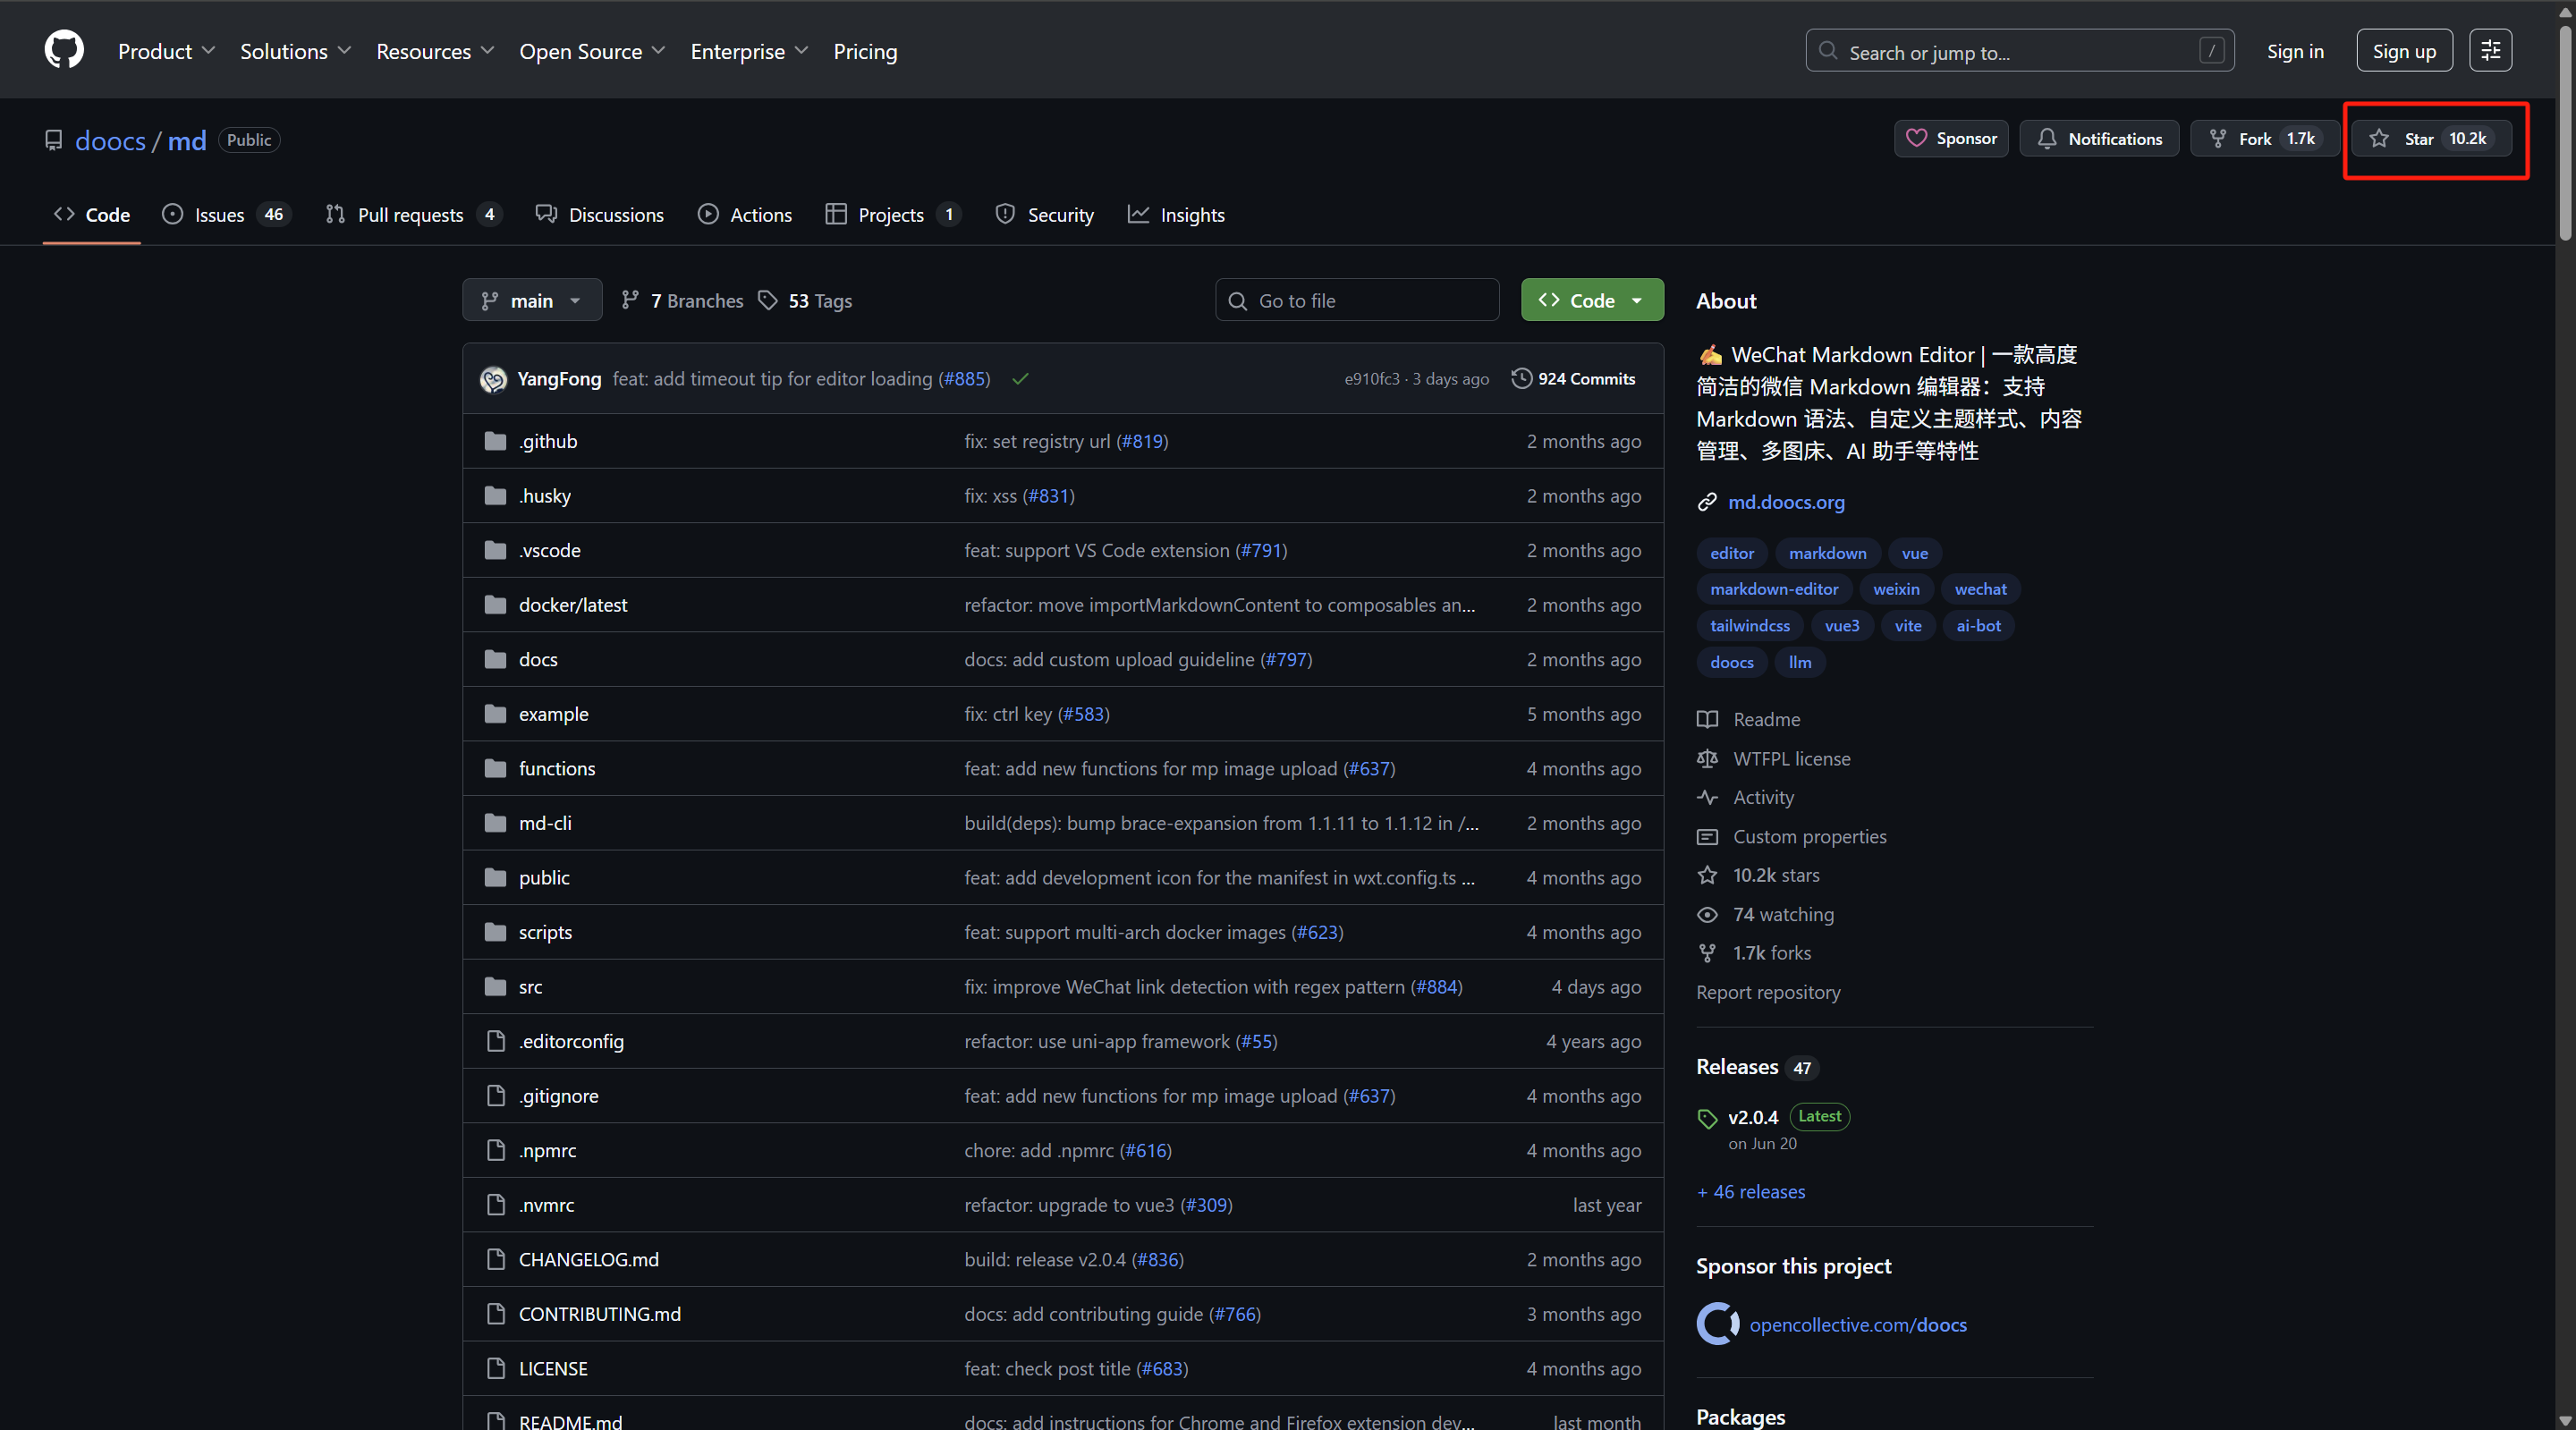 Product Solutions Resources Open Source Enterprise Pricing Search or jump to... / Sign in Sign up
doocs / md Public Sponsor Notifications Fork 1.7k Star 10.2k
Code Issues 46 Pull requests 4 Discussions Actions Projects 1 Security Insights
main 7 Branches 53 Tags Go to file Code
YangFong feat: add timeout tip for editor loading (#885) e910fc3 · 3 days ago 924 Commits
.github fix: set registry url (#819) 2 months ago
.husky fix: xss (#831) 2 months ago
.vscode feat: support VS Code extension (#791) 2 months ago
docker/latest refactor: move importMarkdownContent to composables an... 2 months ago
docs docs: add custom upload guideline (#797) 2 months ago
example fix: ctrl key (#583) 5 months ago
functions feat: add new functions for mp image upload (#637) 4 months ago
md-cli build(deps): bump brace-expansion from 1.1.11 to 1.1.12 in /... 2 months ago
public feat: add development icon for the manifest in wxt.config.ts ... 4 months ago
scripts feat: support multi-arch docker images (#623) 4 months ago
src fix: improve WeChat link detection with regex pattern (#884) 4 days ago
.editorconfig refactor: use uni-app framework (#55) 4 years ago
.gitignore feat: add new functions for mp image upload (#637) 4 months ago
.npmrc chore: add .npmrc (#616) 4 months ago
.nvmrc refactor: upgrade to vue3 (#309) last year
CHANGELOG.md build: release v2.0.4 (#836) 2 months ago
CONTRIBUTING.md docs: add contributing guide (#766) 3 months ago
LICENSE feat: check post title (#683) 4 months ago
README.md docs: add instructions for Chrome and Firefox extension dev... last month
About
✍ WeChat Markdown Editor | 一款高度
简洁的微信 Markdown 编辑器：支持
Markdown 语法、自定义主题样式、内容
管理、多图床、AI 助手等特性
md.doocs.org
editor markdown vue
markdown-editor weixin wechat
tailwindcss vue3 vite ai-bot
doocs llm
Readme
WTFPL license
Activity
Custom properties
10.2k stars
74 watching
1.7k forks
Report repository
Releases 47
v2.0.4 Latest
on Jun 20
+ 46 releases
Sponsor this project
opencollective.com/doocs
Packages